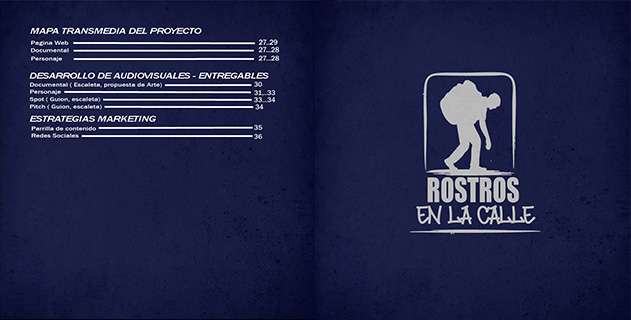 MAPA TRANSMEDIA DEL PROYECTO
Pagina Web 27..29
Documental 27...28
Personaje 27...28
DESARROLLO DE AUDIOVISUALES - ENTREGABLES
Documental ( Escaleta, propuesta de Arte) 30
Personaje 31...33
Spot ( Guion, escaleta) 33...34
Pitch ( Guion, escaleta) 34
ESTRATEGIAS MARKETING
Parrilla de contenido 35
Redes Sociales 36
ROSTROS
EN LA CALLE